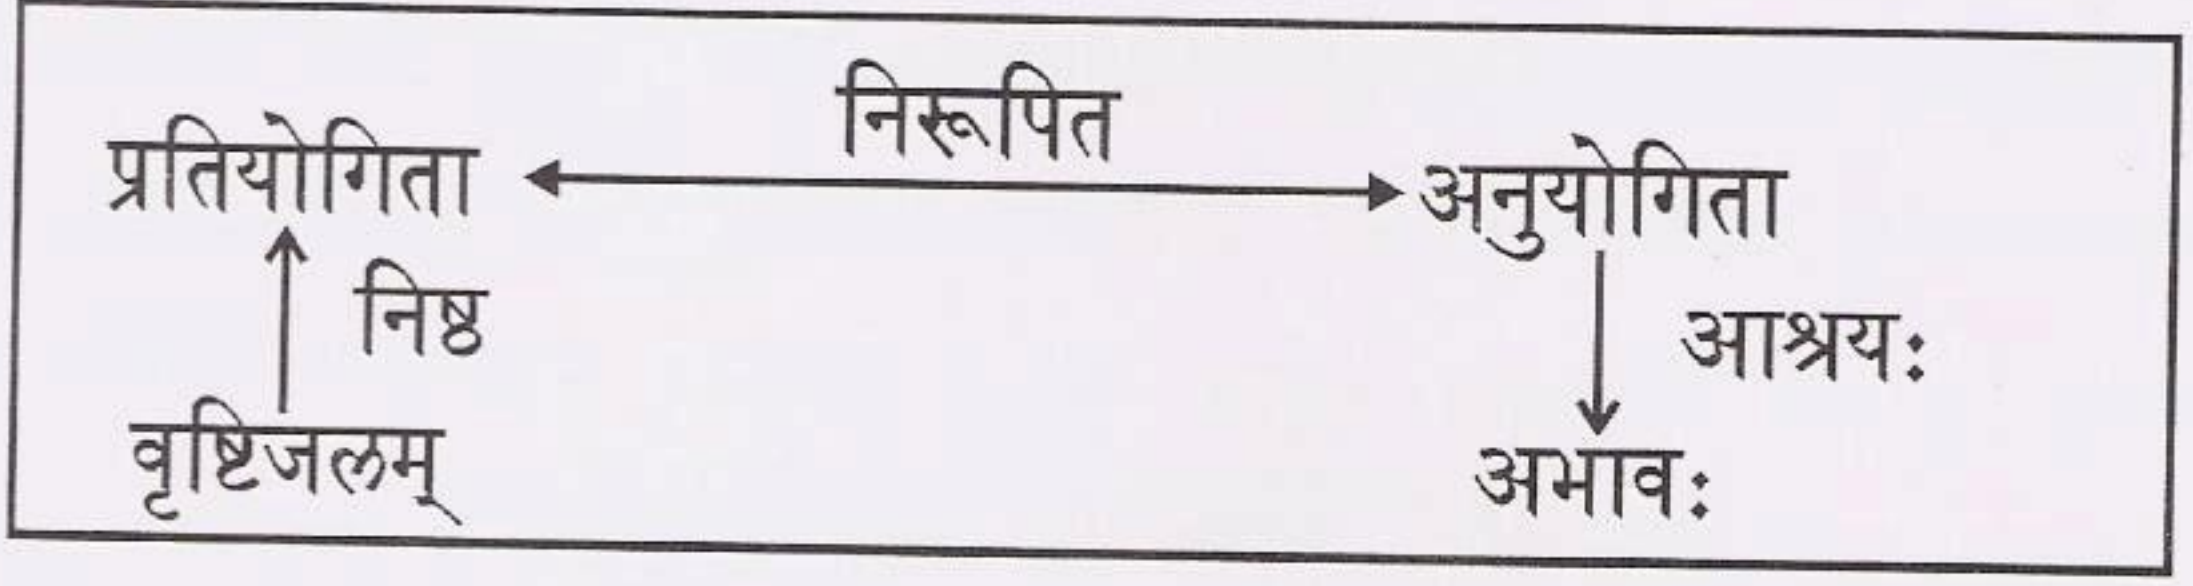 निरूपित
प्रतियोगिता अनुयोगिता
निष्ठ आश्रयः
वृष्टिजलम् अभावः